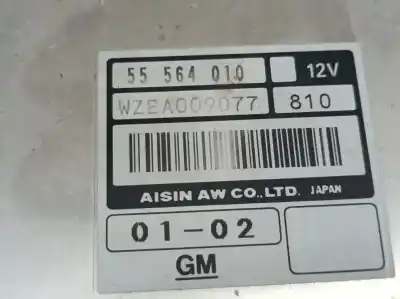 55 564 010 12V
WZEA009077 810
AISIN AW CO.,LTD. JAPAN
01-02
GM